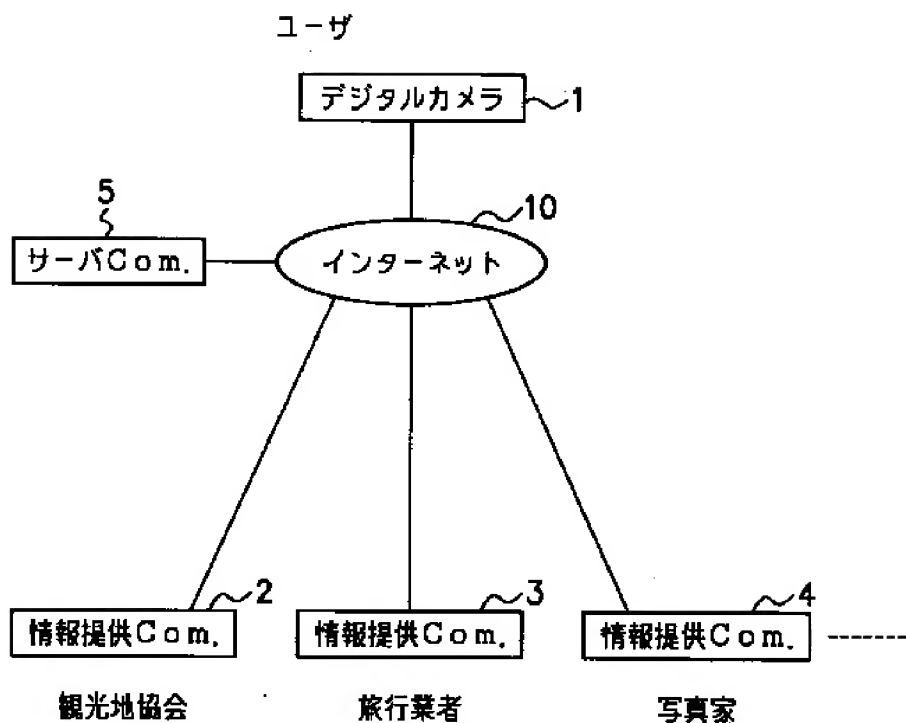 ユーザ
デジタルカメラ 1
5 10
サーバCom. インターネット
2 3 4
情報提供Com. 情報提供Com. 情報提供Com.
観光地協会 旅行業者 写真家